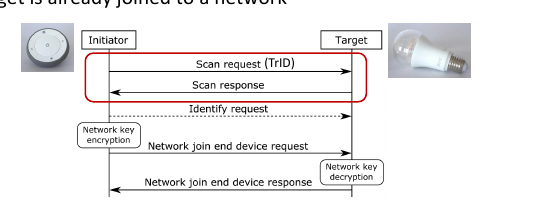 get is already joined to a network
Initiator
Target
Scan request (TrID)
Scan response
Identify request
Network key
encryption
Network join end device request
Network key
decryption
Network join end device response